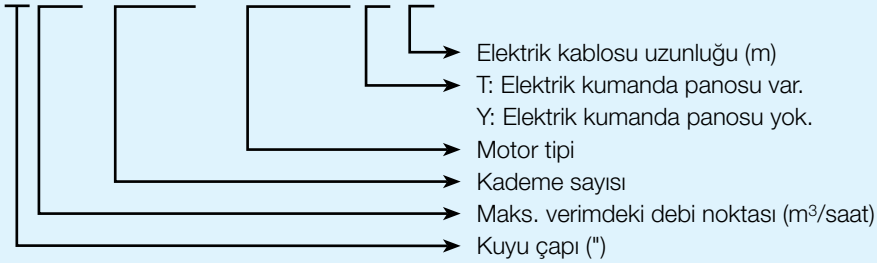 Elektrik kablosu uzunluğu (m)
T: Elektrik kumanda panosu var.
Y: Elektrik kumanda panosu yok.
Motor tipi
Kademe sayısı
Maks. verimdeki debi noktası (m³/saat)
Kuyu çapı (")